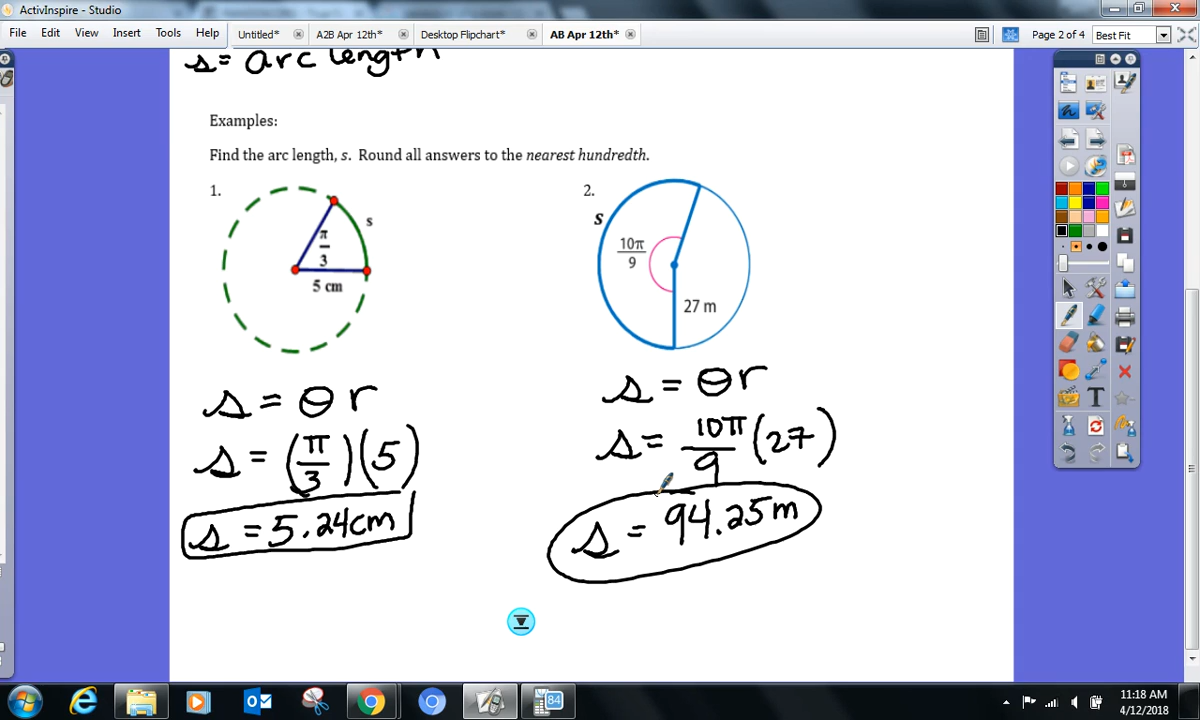 ActivInspire - Studio
File Edit View Insert Tools Help
Untitled* A2B Apr 12th* Desktop Flipchart* AB Apr 12th*
Page 2 of 4 Best Fit
s = arc length
Examples:
Find the arc length, s. Round all answers to the nearest hundredth.
1.
s
π
3
5 cm
s = θ r
s = (π/3)(5)
s = 5.24cm
2.
s
10π
9
27 m
s = θr
s = 10π/9 (27)
s = 94.25m
84
11:18 AM
4/12/2018